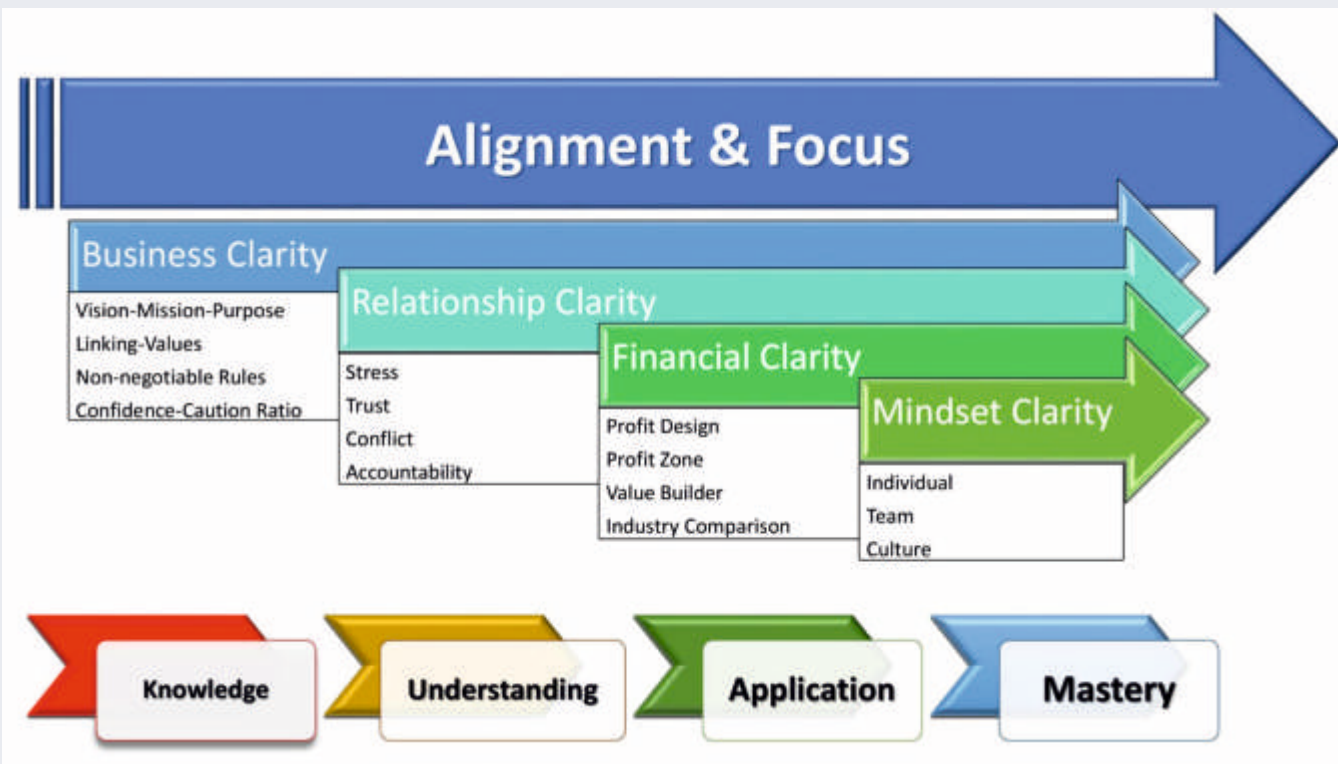 Alignment & Focus
Business Clarity
Vision-Mission-Purpose
Linking-Values
Non-negotiable Rules
Confidence-Caution Ratio
Relationship Clarity
Stress
Trust
Conflict
Accountability
Financial Clarity
Profit Design
Profit Zone
Value Builder
Industry Comparison
Mindset Clarity
Individual
Team
Culture
Knowledge
Understanding
Application
Mastery